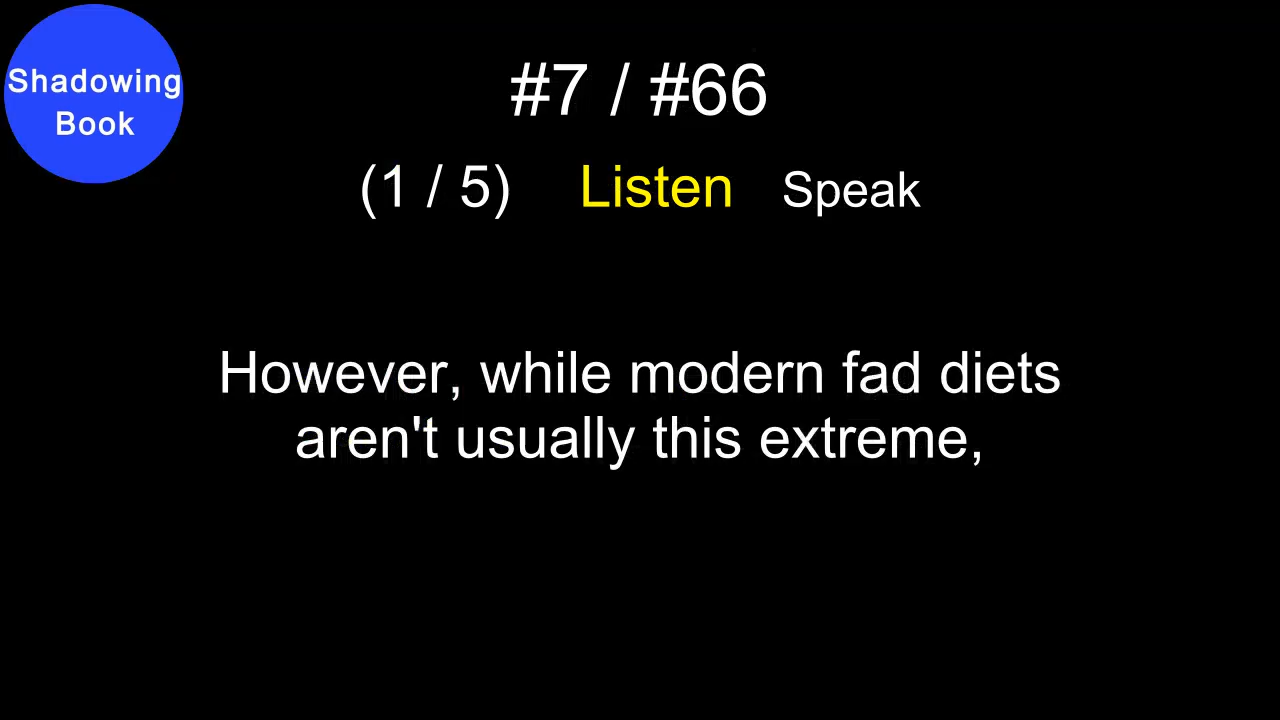 Shadowing
Book
#7 / #66
(1 / 5) Listen Speak
However, while modern fad diets
aren't usually this extreme,